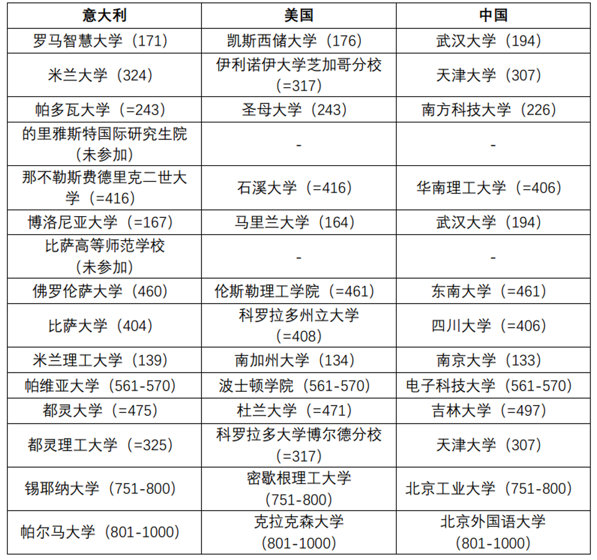 意大利 美国 中国
罗马智慧大学（171） 凯斯西储大学（176） 武汉大学（194）
米兰大学（324） 伊利诺伊大学芝加哥分校（=317） 天津大学（307）
帕多瓦大学（=243） 圣母大学（243） 南方科技大学（226）
的里雅斯特国际研究生院（未参加） - -
那不勒斯费德里克二世大学（=416） 石溪大学（=416） 华南理工大学（=406）
博洛尼亚大学（=167） 马里兰大学（164） 武汉大学（194）
比萨高等师范学校（未参加） - -
佛罗伦萨大学（460） 伦斯勒理工学院（=461） 东南大学（=461）
比萨大学（404） 科罗拉多州立大学（=408） 四川大学（=406）
米兰理工大学（139） 南加州大学（134） 南京大学（133）
帕维亚大学（561-570） 波士顿学院（561-570） 电子科技大学（561-570）
都灵大学（=475） 杜兰大学（=471） 吉林大学（=497）
都灵理工大学（=325） 科罗拉多大学博尔德分校（=317） 天津大学（307）
锡耶纳大学（751-800） 密歇根理工大学（751-800） 北京工业大学（751-800）
帕尔马大学（801-1000） 克拉克森大学（801-1000） 北京外国语大学（801-1000）